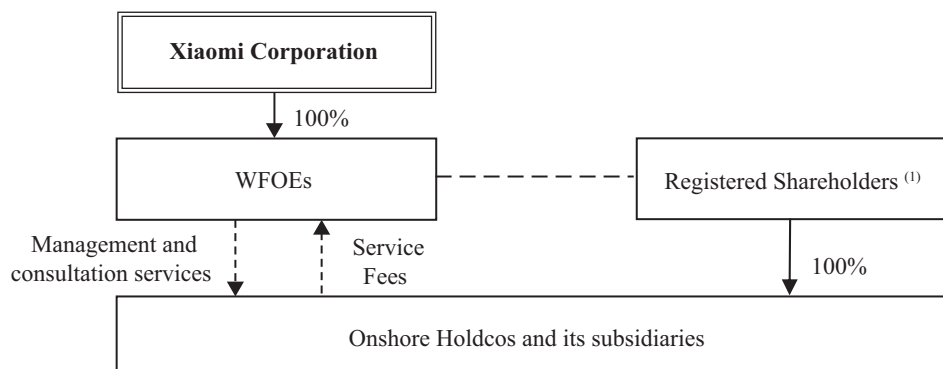 Xiaomi Corporation
100%
WFOEs
Registered Shareholders (1)
Management and
consultation services
Service
Fees
100%
Onshore Holdcos and its subsidiaries